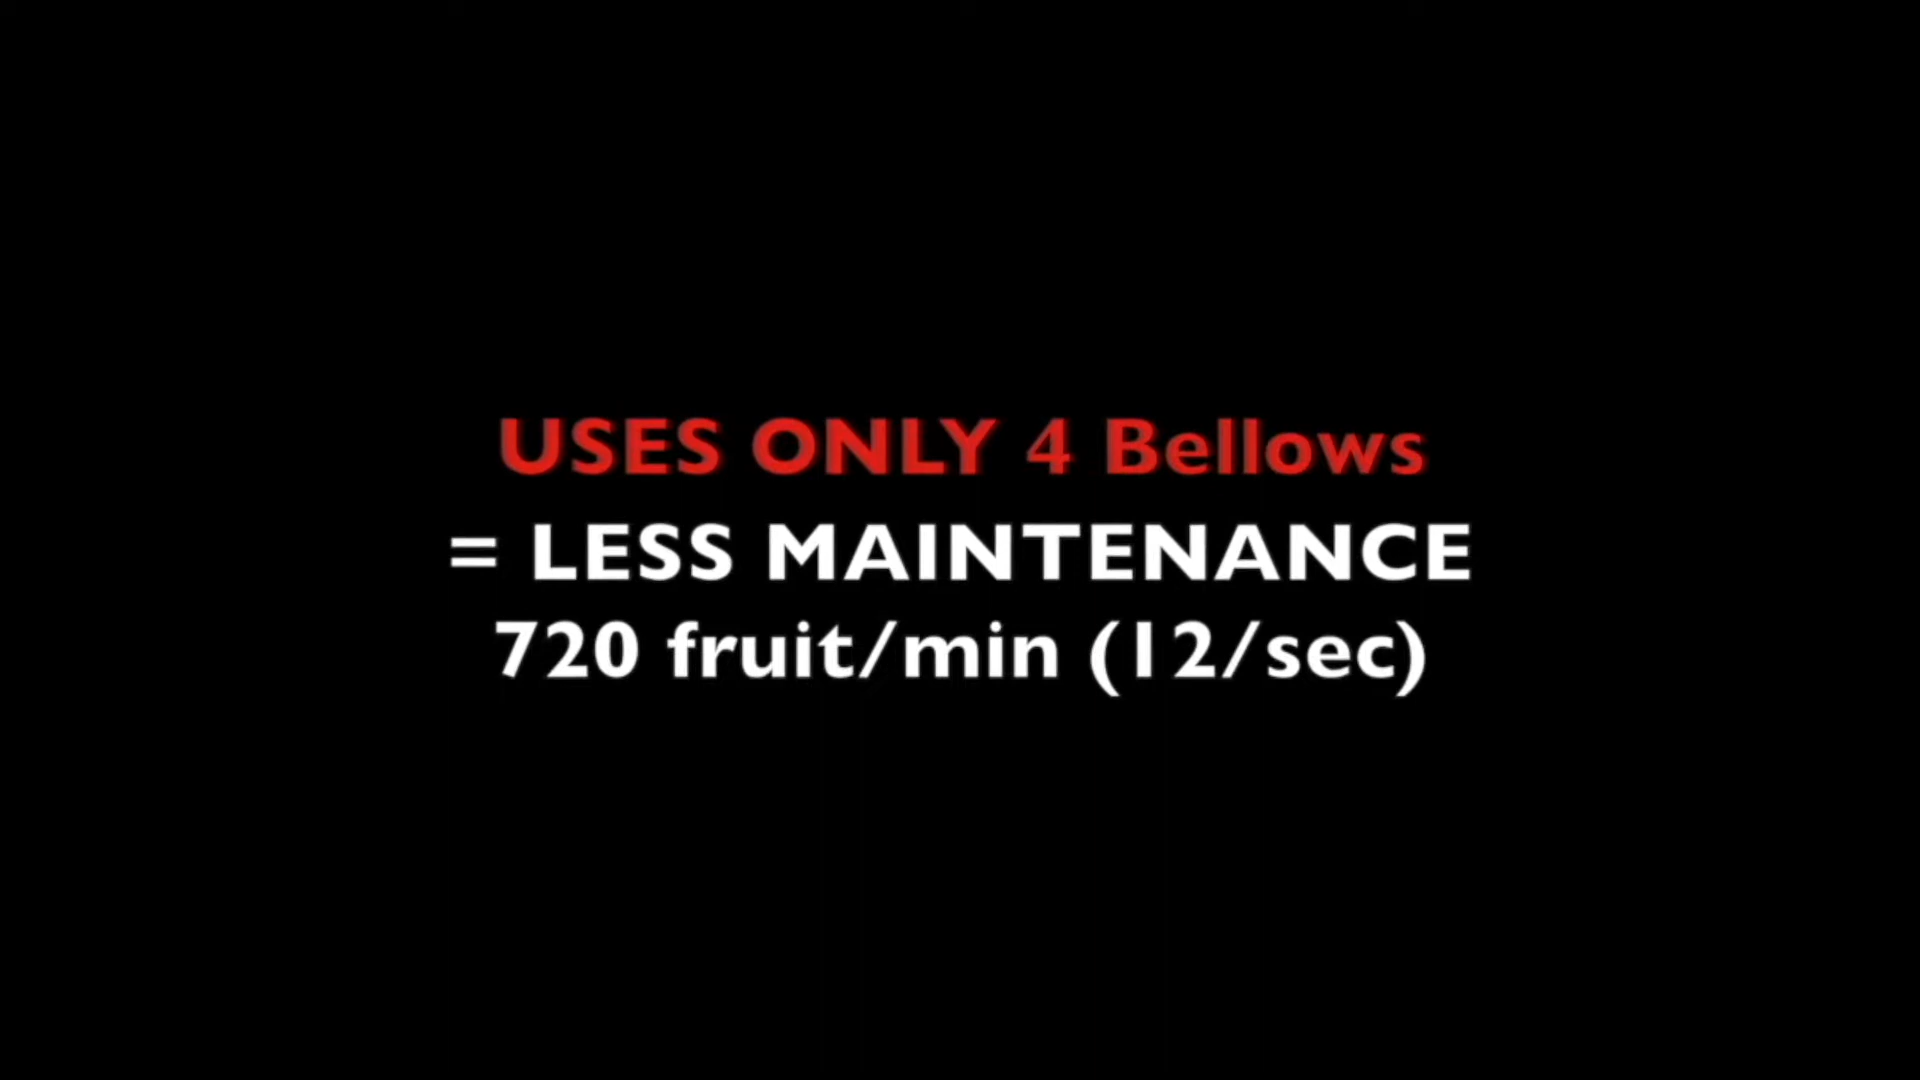 USES ONLY 4 Bellows
= LESS MAINTENANCE
720 fruit/min (12/sec)